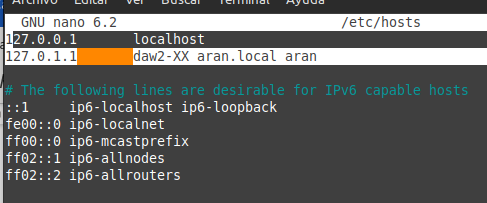 Archivo Editar Ver Buscar Terminal Ayuda
GNU nano 6.2 /etc/hosts
127.0.0.1 localhost
127.0.1.1 daw2-XX aran.local aran
# The following lines are desirable for IPv6 capable hosts
::1 ip6-localhost ip6-loopback
fe00::0 ip6-localnet
ff00::0 ip6-mcastprefix
ff02::1 ip6-allnodes
ff02::2 ip6-allrouters